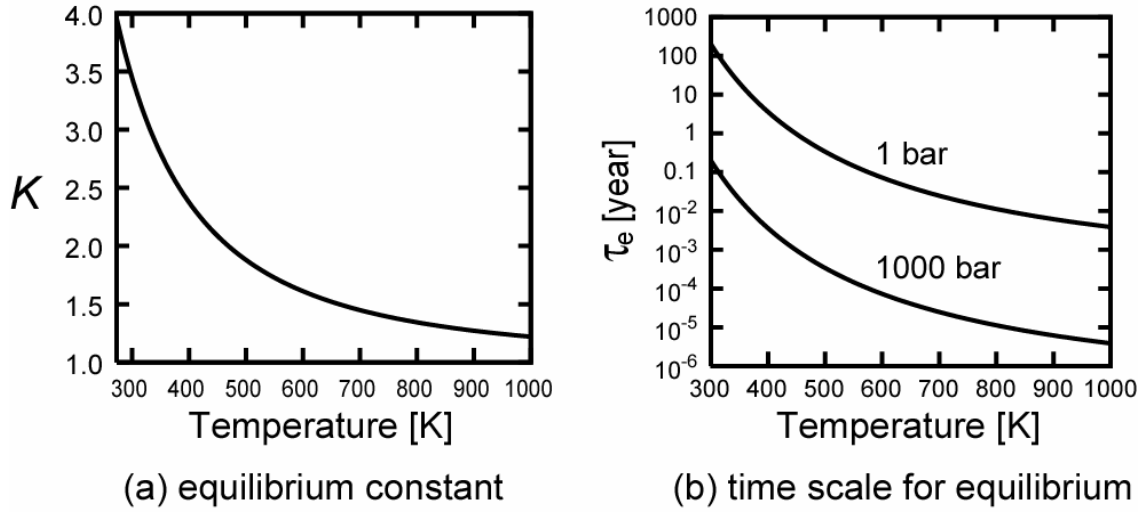 4.0
3.5
3.0
2.5
2.0
1.5
1.0
K
300 400 500 600 700 800 900 1000
Temperature [K]
(a) equilibrium constant
1000
100
10
1
0.1
10⁻²
10⁻³
10⁻⁴
10⁻⁵
10⁻⁶
τₑ [year]
1 bar
1000 bar
300 400 500 600 700 800 900 1000
Temperature [K]
(b) time scale for equilibrium